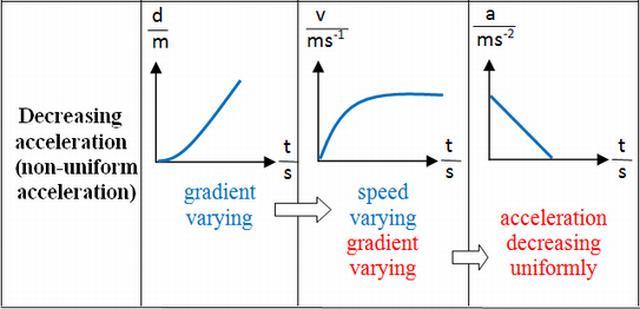 Decreasing
acceleration
(non-uniform
acceleration)
d
m
t
s
gradient
varying
v
ms-1
t
s
speed
varying
gradient
varying
a
ms-2
t
s
acceleration
decreasing
uniformly